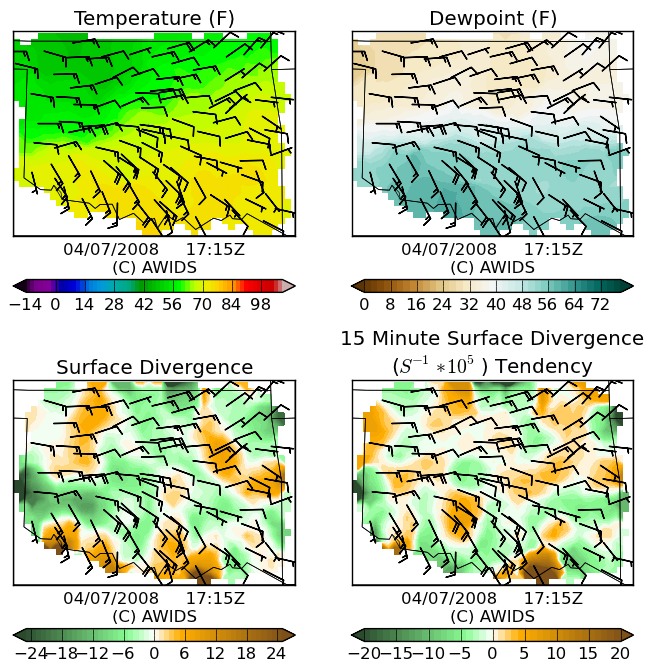 Temperature (F)
Dewpoint (F)
04/07/2008 17:15Z
(C) AWIDS
04/07/2008 17:15Z
(C) AWIDS
−14 0 14 28 42 56 70 84 98
0 8 16 24 32 40 48 56 64 72
Surface Divergence
15 Minute Surface Divergence
(S⁻¹ *10⁵ ) Tendency
04/07/2008 17:15Z
(C) AWIDS
04/07/2008 17:15Z
(C) AWIDS
−24 −18 −12 −6 0 6 12 18 24
−20 −15 −10 −5 0 5 10 15 20